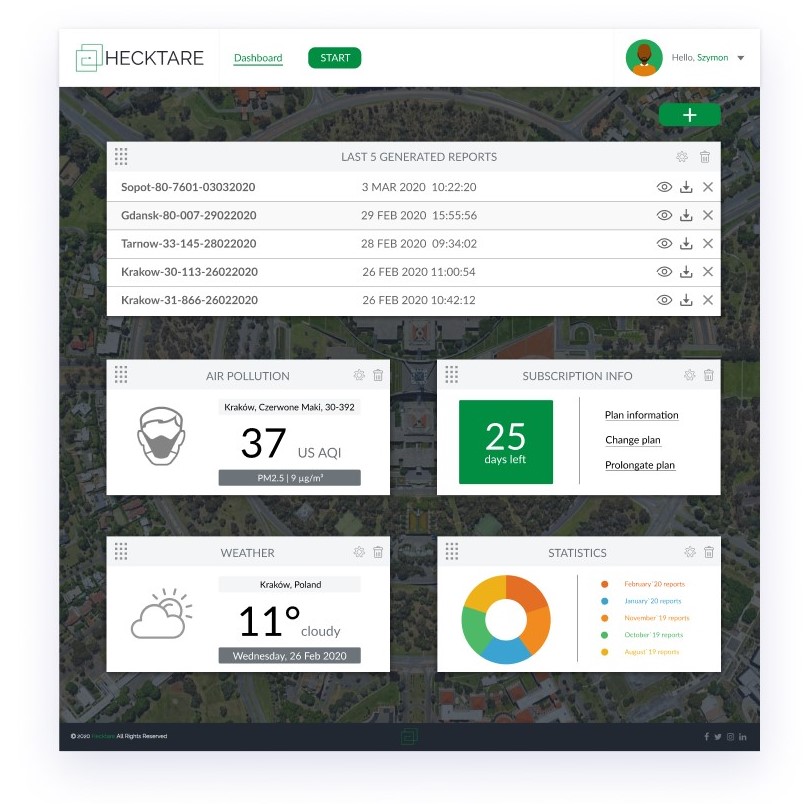 HECKTARE
Dashboard
START
Hello, Szymon
+
LAST 5 GENERATED REPORTS
Sopot-80-7601-03032020 3 MAR 2020 10:22:20
Gdansk-80-007-29022020 29 FEB 2020 15:55:56
Tarnow-33-145-28022020 28 FEB 2020 09:34:02
Krakow-30-113-26022020 26 FEB 2020 11:00:54
Krakow-31-866-26022020 26 FEB 2020 10:42:12
AIR POLLUTION
Kraków, Czerwone Maki, 30-392
37 US AQI
PM2.5 | 9 µg/m³
SUBSCRIPTION INFO
25
days left
Plan information
Change plan
Prolongate plan
WEATHER
Kraków, Poland
11° cloudy
Wednesday, 26 Feb 2020
STATISTICS
February'20 reports
January'20 reports
November'19 reports
October'19 reports
August'19 reports
© 2020 Hecktare All Rights Reserved